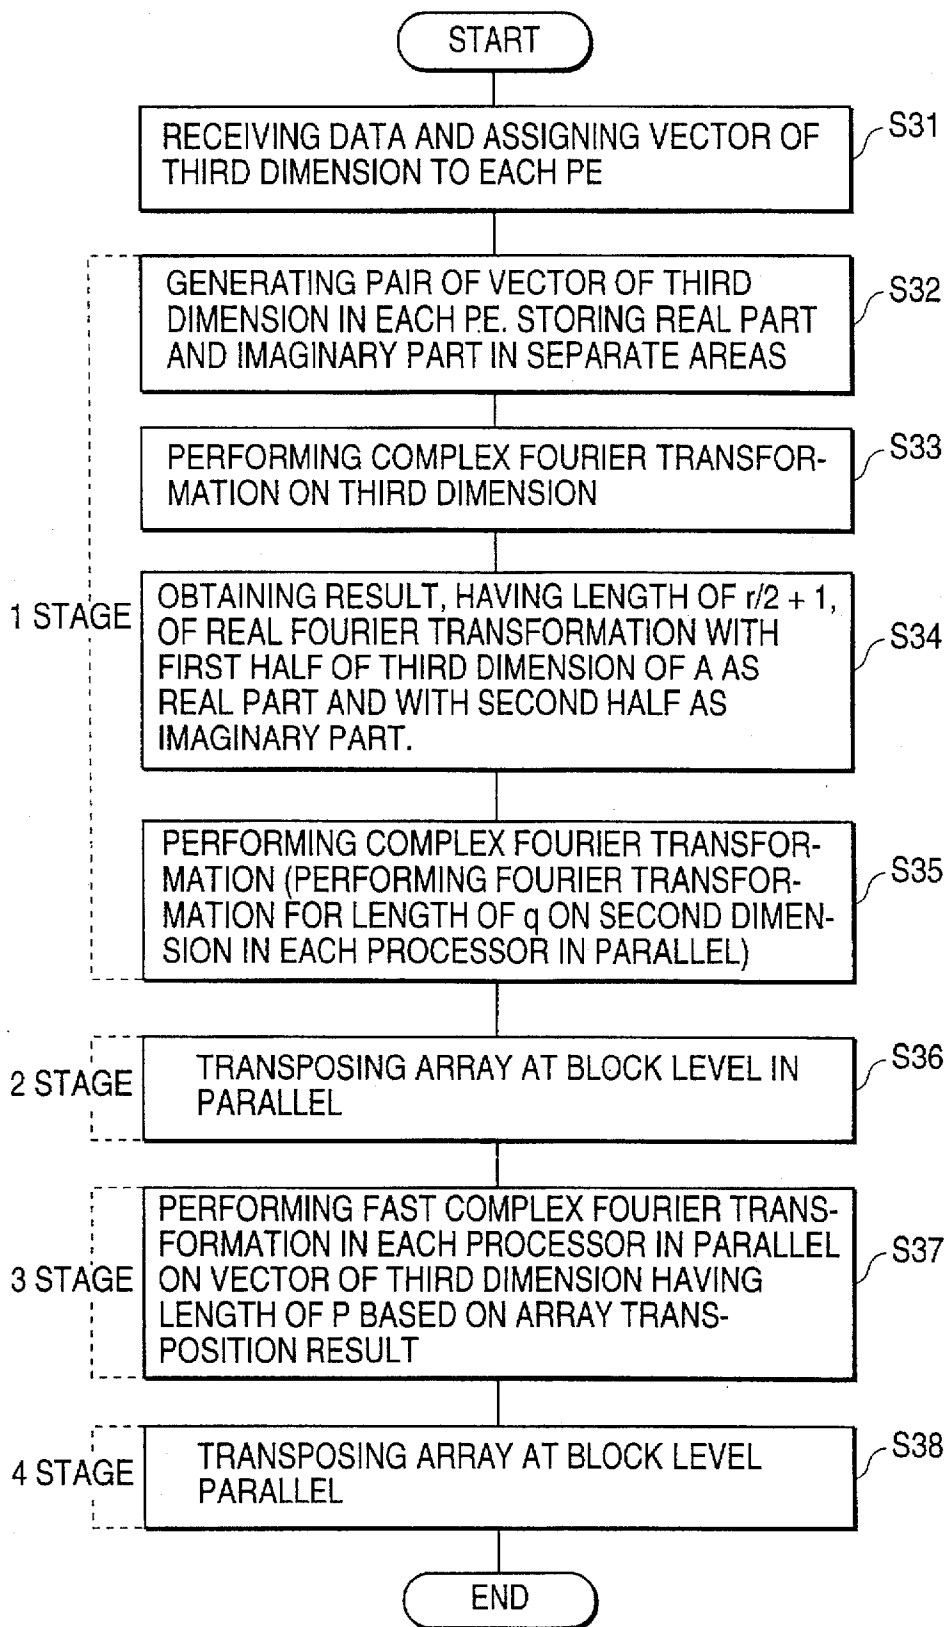 START
RECEIVING DATA AND ASSIGNING VECTOR OF
THIRD DIMENSION TO EACH PE
S31
GENERATING PAIR OF VECTOR OF THIRD
DIMENSION IN EACH P.E. STORING REAL PART
AND IMAGINARY PART IN SEPARATE AREAS
S32
PERFORMING COMPLEX FOURIER TRANSFOR-
MATION ON THIRD DIMENSION
S33
1 STAGE
OBTAINING RESULT, HAVING LENGTH OF r/2 + 1,
OF REAL FOURIER TRANSFORMATION WITH
FIRST HALF OF THIRD DIMENSION OF A AS
REAL PART AND WITH SECOND HALF AS
IMAGINARY PART.
S34
PERFORMING COMPLEX FOURIER TRANSFOR-
MATION (PERFORMING FOURIER TRANSFOR-
MATION FOR LENGTH OF q ON SECOND DIMEN-
SION IN EACH PROCESSOR IN PARALLEL)
S35
2 STAGE
TRANSPOSING ARRAY AT BLOCK LEVEL IN
PARALLEL
S36
3 STAGE
PERFORMING FAST COMPLEX FOURIER TRANS-
FORMATION IN EACH PROCESSOR IN PARALLEL
ON VECTOR OF THIRD DIMENSION HAVING
LENGTH OF P BASED ON ARRAY TRANS-
POSITION RESULT
S37
4 STAGE
TRANSPOSING ARRAY AT BLOCK LEVEL
PARALLEL
S38
END